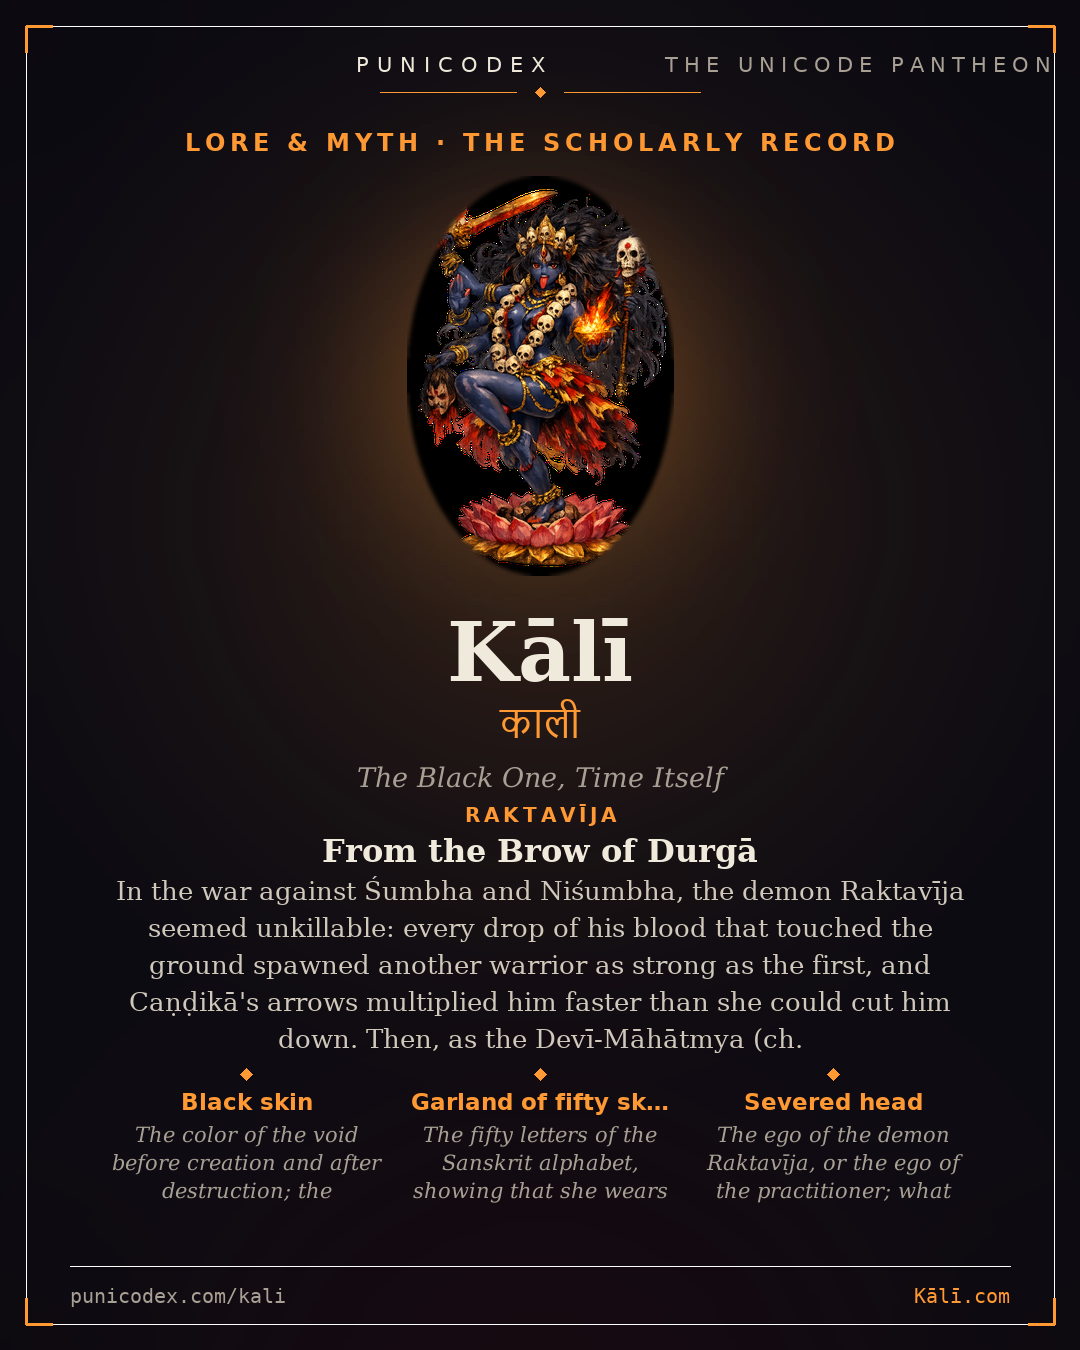 PUNICODEX THE UNICODE PANTHEON
LORE & MYTH · THE SCHOLARLY RECORD
Kālī
काली
The Black One, Time Itself
RAKTAVĪJA
From the Brow of Durgā
In the war against Śumbha and Niśumbha, the demon Raktavīja
seemed unkillable: every drop of his blood that touched the
ground spawned another warrior as strong as the first, and
Caṇḍikā's arrows multiplied him faster than she could cut him
down. Then, as the Devī-Māhātmya (ch.
Black skin
The color of the void
before creation and after
destruction; the
Garland of fifty sk...
The fifty letters of the
Sanskrit alphabet,
showing that she wears
Severed head
The ego of the demon
Raktavīja, or the ego of
the practitioner; what
punicodex.com/kali
Kālī.com